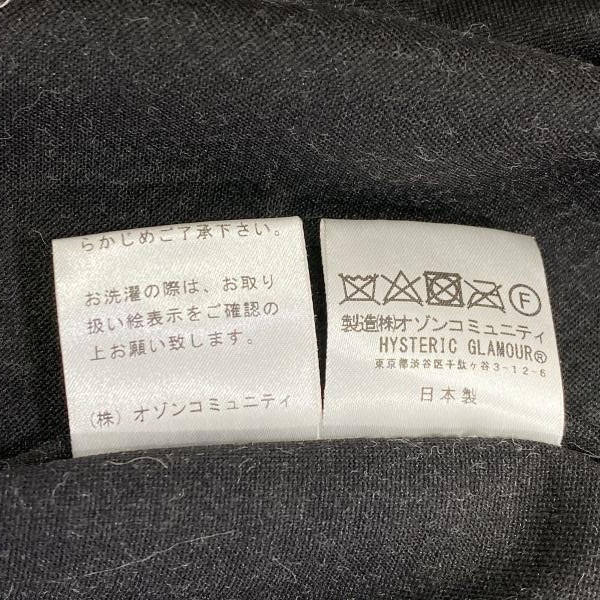 らかじめご了承下さい。
お洗濯の際は、お取り
扱い絵表示をご確認の
上お願い致します。
(株) オゾンコミュニティ
F
製造(株)オゾンコミュニティ
HYSTERIC GLAMOUR®
東京都渋谷区千駄ケ谷3-12-6
日本製